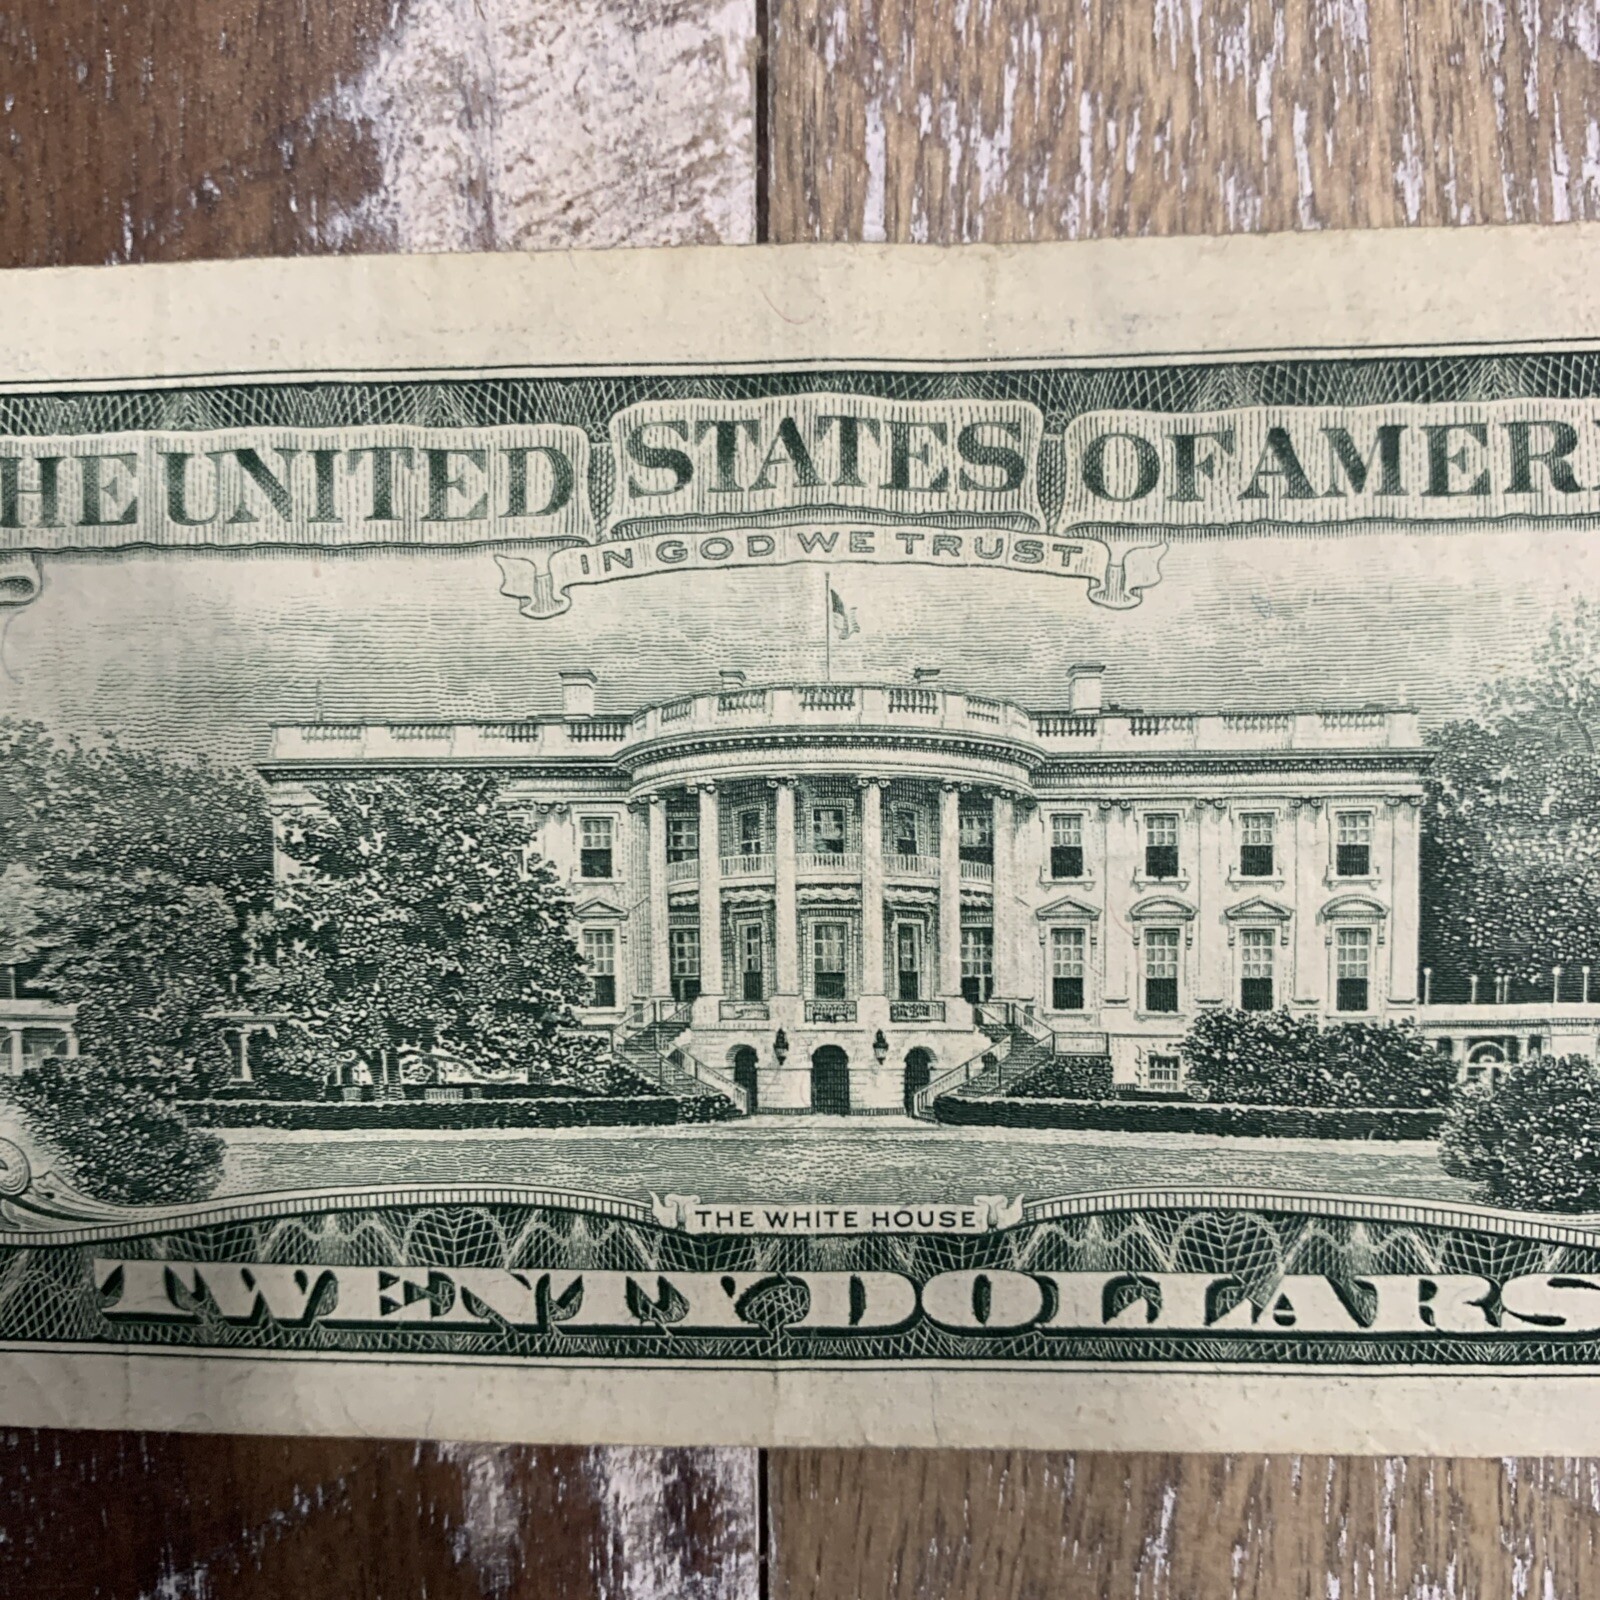 HE UNITED STATES OF AMER
IN GOD WE TRUST
THE WHITE HOUSE
TWENTY DOLLARS